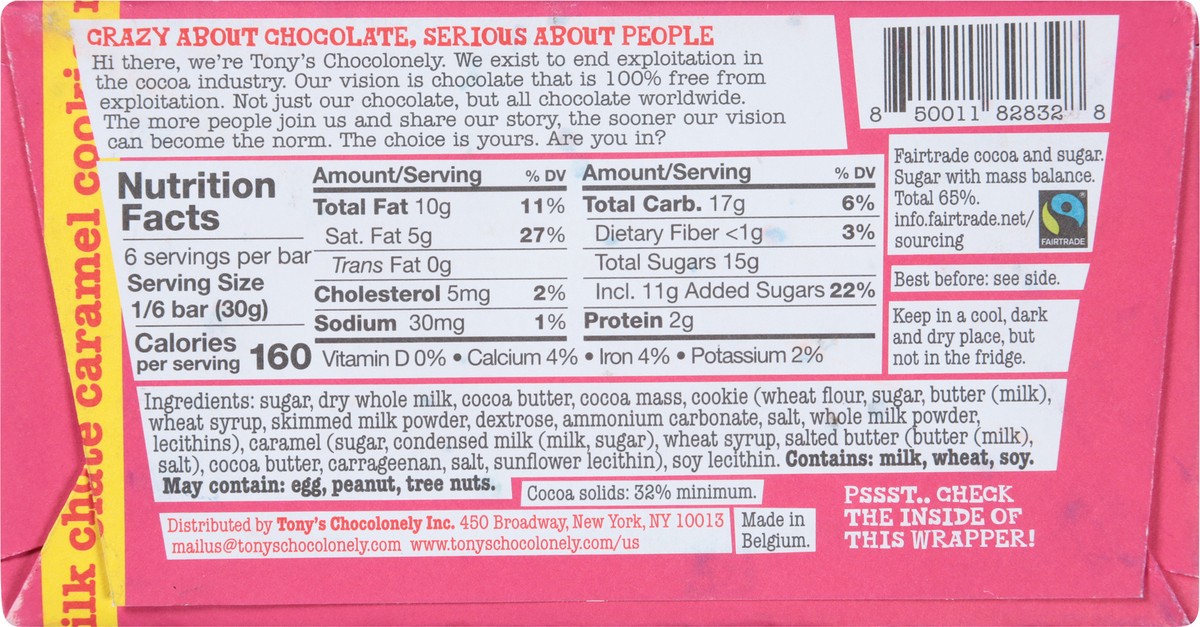 CRAZY ABOUT CHOCOLATE, SERIOUS ABOUT PEOPLE
Hi there, we're Tony's Chocolonely. We exist to end exploitation in
the cocoa industry. Our vision is chocolate that is 100% free from
exploitation. Not just our chocolate, but all chocolate worldwide.
The more people join us and share our story, the sooner our vision
can become the norm. The choice is yours. Are you in?
8 50011 82832 8
Nutrition
Facts
6 servings per bar
Serving Size
1/6 bar (30g)
Calories
per serving 160
Amount/Serving % DV
Total Fat 10g 11%
Sat. Fat 5g 27%
Trans Fat 0g
Cholesterol 5mg 2%
Sodium 30mg 1%
Amount/Serving % DV
Total Carb. 17g 6%
Dietary Fiber <1g 3%
Total Sugars 15g
Incl. 11g Added Sugars 22%
Protein 2g
Vitamin D 0% • Calcium 4% • Iron 4% • Potassium 2%
Fairtrade cocoa and sugar.
Sugar with mass balance.
Total 65%.
info.fairtrade.net/
sourcing
FAIRTRADE
Best before: see side.
Keep in a cool, dark
and dry place, but
not in the fridge.
Ingredients: sugar, dry whole milk, cocoa butter, cocoa mass, cookie (wheat flour, sugar, butter (milk),
wheat syrup, skimmed milk powder, dextrose, ammonium carbonate, salt, whole milk powder,
lecithins), caramel (sugar, condensed milk (milk, sugar), wheat syrup, salted butter (butter (milk),
salt), cocoa butter, carrageenan, salt, sunflower lecithin), soy lecithin. Contains: milk, wheat, soy.
May contain: egg, peanut, tree nuts.
Cocoa solids: 32% minimum.
Distributed by Tony's Chocolonely Inc. 450 Broadway, New York, NY 10013
mailus@tonyschocolonely.com www.tonyschocolonely.com/us
Made in
Belgium.
PSSST.. CHECK
THE INSIDE OF
THIS WRAPPER!
caramel